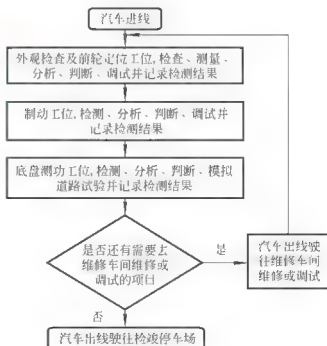 汽车进线
外观检查及前轮定位工位,检查、测量、
分析、判断、调试并记录检测结果
制动工位,检测、分析、判断、调试并
记录检测结果
底盘测功工位,检测、分析、判断、模拟
道路试验并记录检测结果
是否还有需要去
维修车间维修或
调试的项目
是
汽车出线驶
往维修车间
维修或调试
否
汽车出线驶往检竣停车场